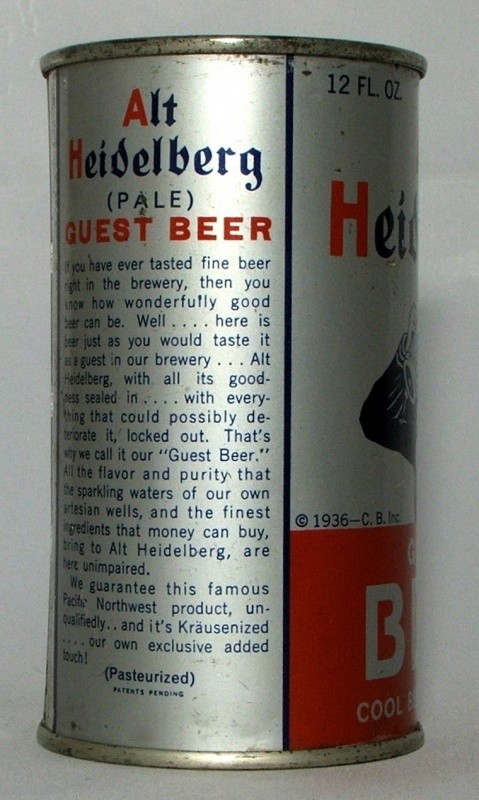 Alt
Heidelberg
(PALE)
GUEST BEER
If you have ever tasted fine beer
right in the brewery, then you
know how wonderfully good
beer can be. Well . . . . here is
beer just as you would taste it
as a guest in our brewery . . . Alt
Heidelberg, with all its good-
ness sealed in . . . . with every-
thing that could possibly de-
teriorate it, locked out. That's
why we call it our "Guest Beer."
All the flavor and purity that
the sparkling waters of our own
artesian wells, and the finest
ingredients that money can buy,
bring to Alt Heidelberg, are
here unimpaired.
We guarantee this famous
Pacific Northwest product, un-
qualifiedly . . and it's Kräusenized
. . . . our own exclusive added
touch!
(Pasteurized)
PATENTS PENDING
12 FL. OZ.
Hei
© 1936—C. B. Inc.
G
B
COOL B